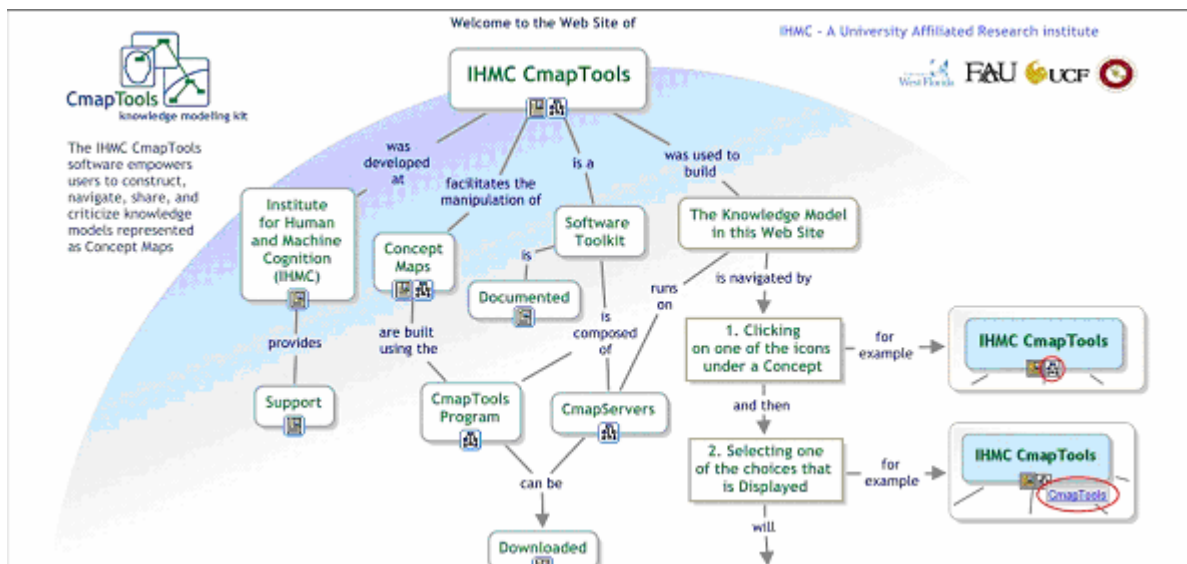 Welcome to the Web Site of
IHMC - A University Affiliated Research institute
IHMC CmapTools
West Florida
FAU
UCF
CmapTools
knowledge modeling kit
The IHMC CmapTools
software empowers
users to construct,
navigate, share, and
criticize knowledge
models represented
as Concept Maps
was
developed
at
facilitates the
manipulation of
is a
was used to
build
Institute
for Human
and Machine
Cognition
(IHMC)
Concept
Maps
Software
Toolkit
The Knowledge Model
in this Web Site
is
Documented
runs
on
is navigated by
provides
are built
using the
is
composed
of
1. Clicking
on one of the icons
under a Concept
for
example
IHMC CmapTools
Support
CmapTools
Program
CmapServers
and then
2. Selecting one
of the choices that
is Displayed
for
example
IHMC CmapTools
CmapTools
can be
will
Downloaded